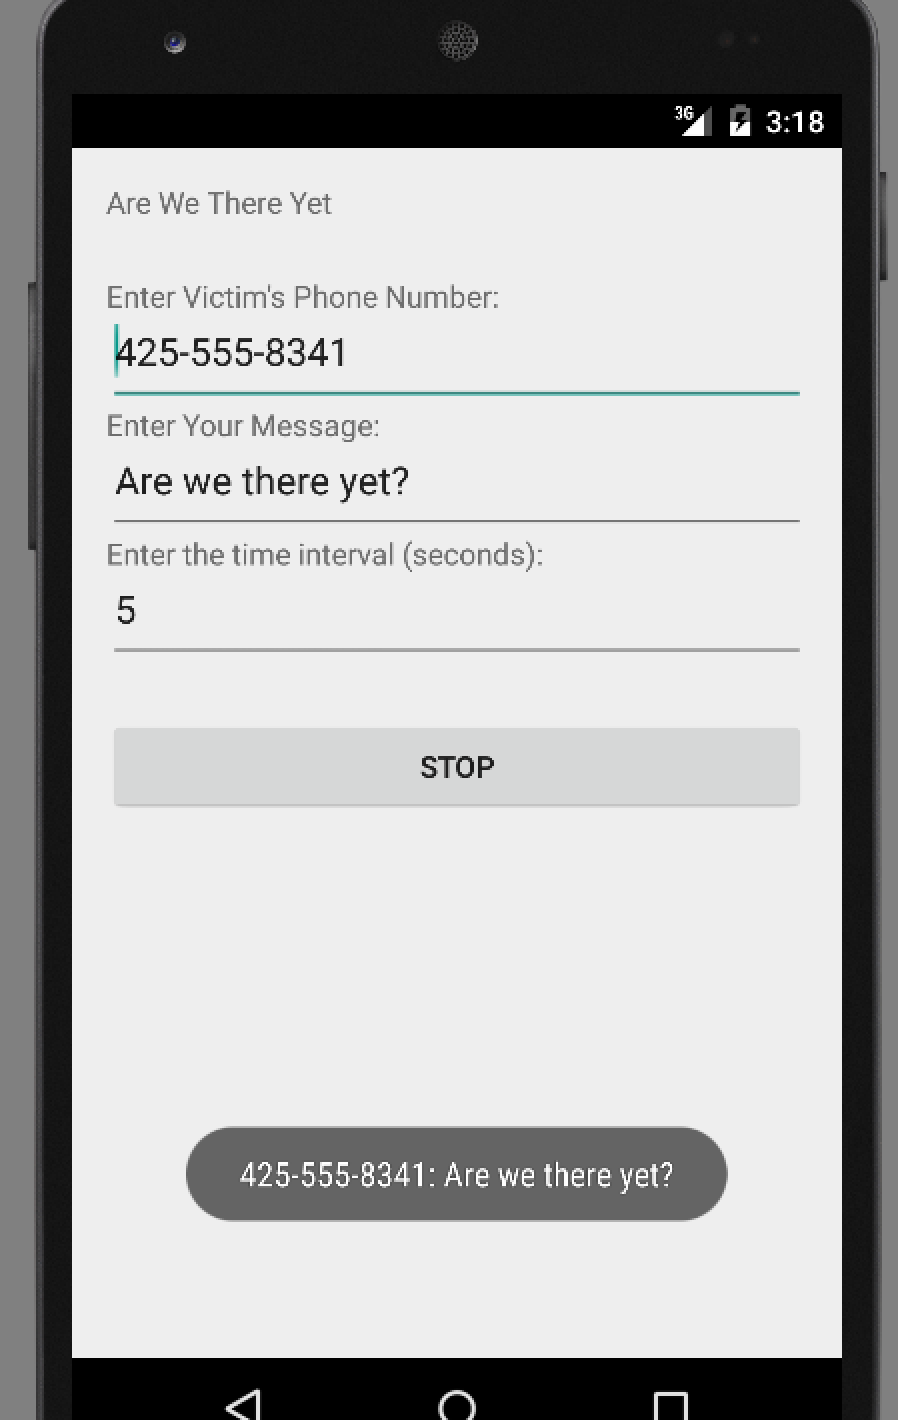 3G 3:18
Are We There Yet
Enter Victim's Phone Number:
425-555-8341
Enter Your Message:
Are we there yet?
Enter the time interval (seconds):
5
STOP
425-555-8341: Are we there yet?